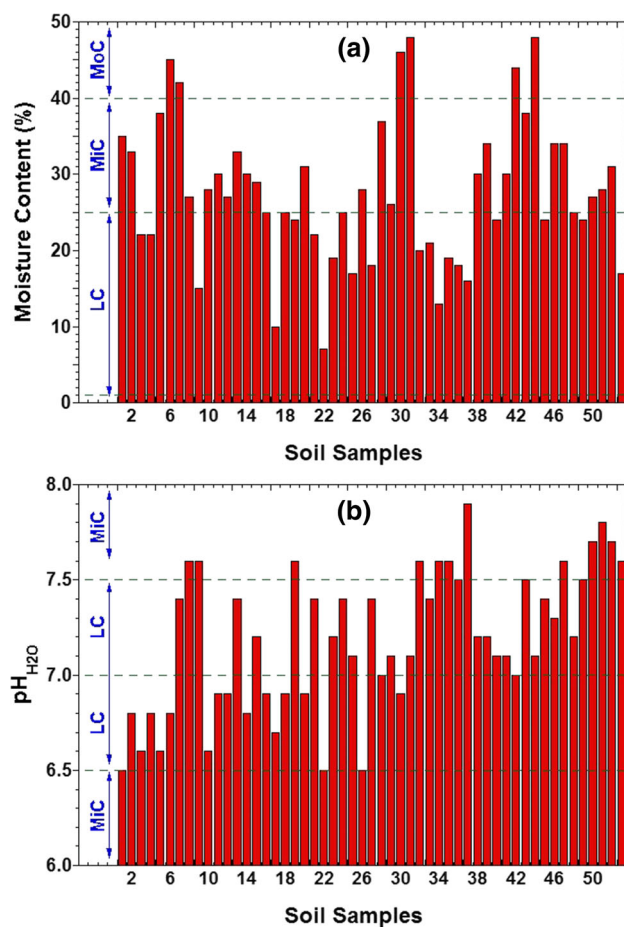 (a)
Moisture Content (%)
50
40
30
20
10
0
MoC
MiC
LC
2 6 10 14 18 22 26 30 34 38 42 46 50
Soil Samples
(b)
pH H2O
8.0
7.5
7.0
6.5
6.0
MiC
LC
LC
MiC
2 6 10 14 18 22 26 30 34 38 42 46 50
Soil Samples